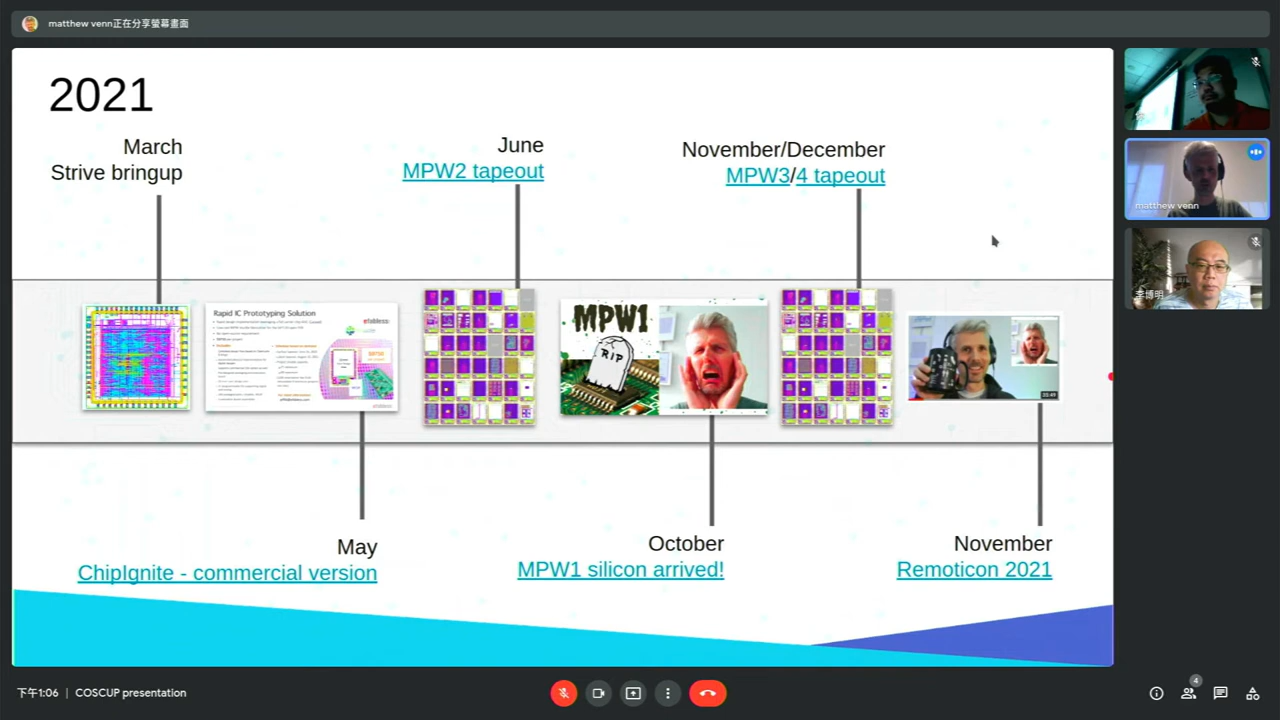 matthew venn正在分享螢幕畫面
2021
March
Strive bringup
June
MPW2 tapeout
November/December
MPW3/4 tapeout
Rapid IC Prototyping Solution
efabless
MPW1
RIP
May
ChipIgnite - commercial version
October
MPW1 silicon arrived!
November
Remoticon 2021
matthew venn
李博明
下午1:06 | COSCUP presentation
4